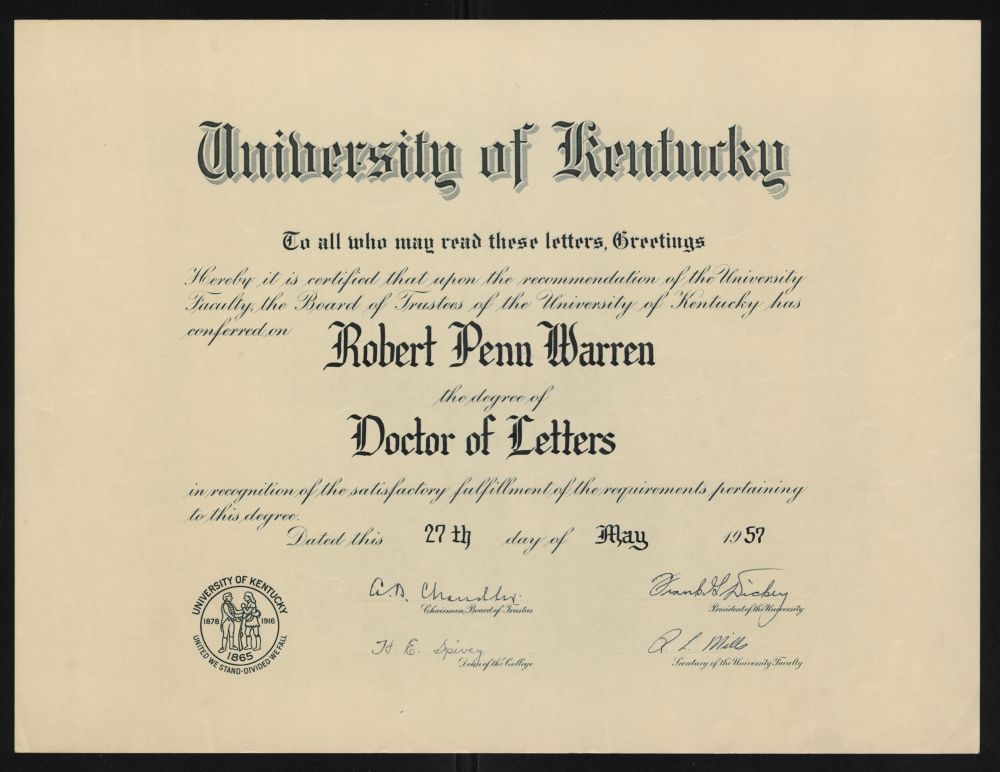 University of Kentucky
To all who may read these letters, Greetings
Hereby it is certified that upon the recommendation of the University
Faculty, the Board of Trustees of the University of Kentucky has
conferred on
Robert Penn Warren
the degree of
Doctor of Letters
in recognition of the satisfactory fulfillment of the requirements pertaining
to this degree.
Dated this 27th day of May 1957
A. B. Chandler
Chairman, Board of Trustees
Frank G. Dickey
President of the University
H. E. Spivey
Dean of the College
R. L. Mills
Secretary of the University Faculty
UNIVERSITY OF KENTUCKY
1878 1916
1865
UNITED WE STAND-DIVIDED WE FALL